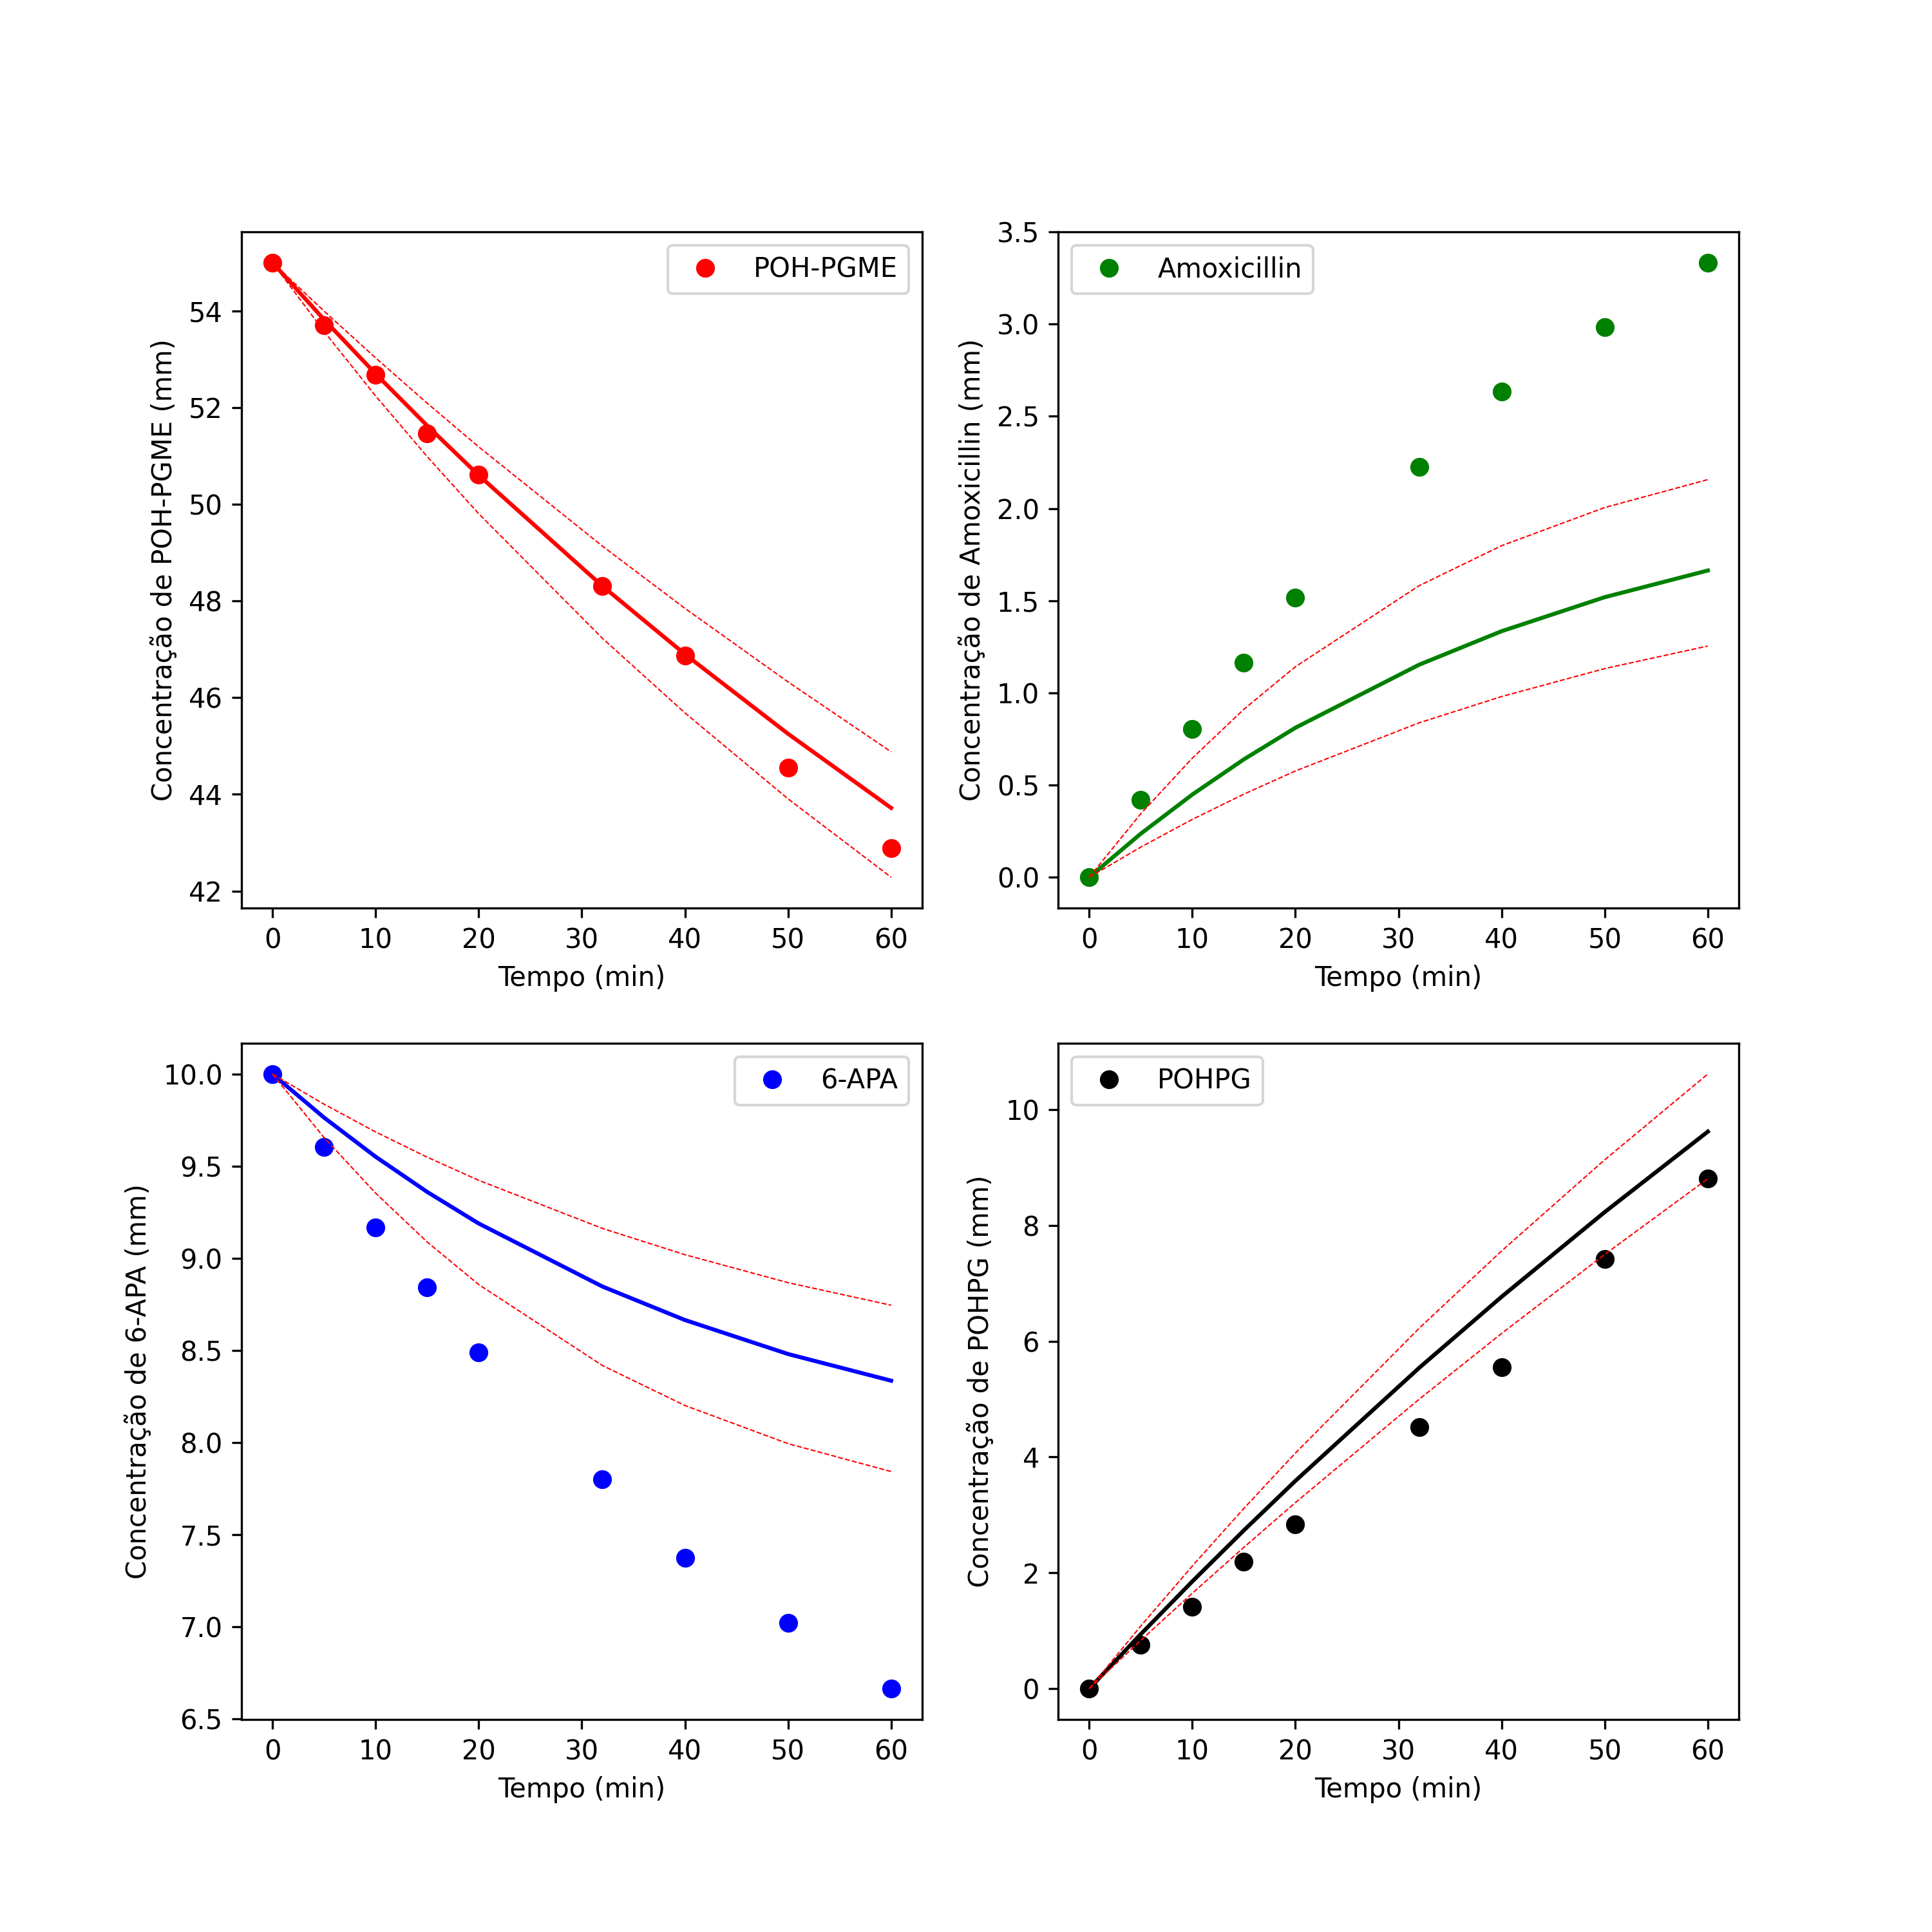 POH-PGME
Concentração de POH-PGME (mm)
54
52
50
48
46
44
42
0 10 20 30 40 50 60
Tempo (min)
Amoxicillin
Concentração de Amoxicillin (mm)
3.5
3.0
2.5
2.0
1.5
1.0
0.5
0.0
0 10 20 30 40 50 60
Tempo (min)
6-APA
Concentração de 6-APA (mm)
10.0
9.5
9.0
8.5
8.0
7.5
7.0
6.5
0 10 20 30 40 50 60
Tempo (min)
POHPG
Concentração de POHPG (mm)
10
8
6
4
2
0
0 10 20 30 40 50 60
Tempo (min)